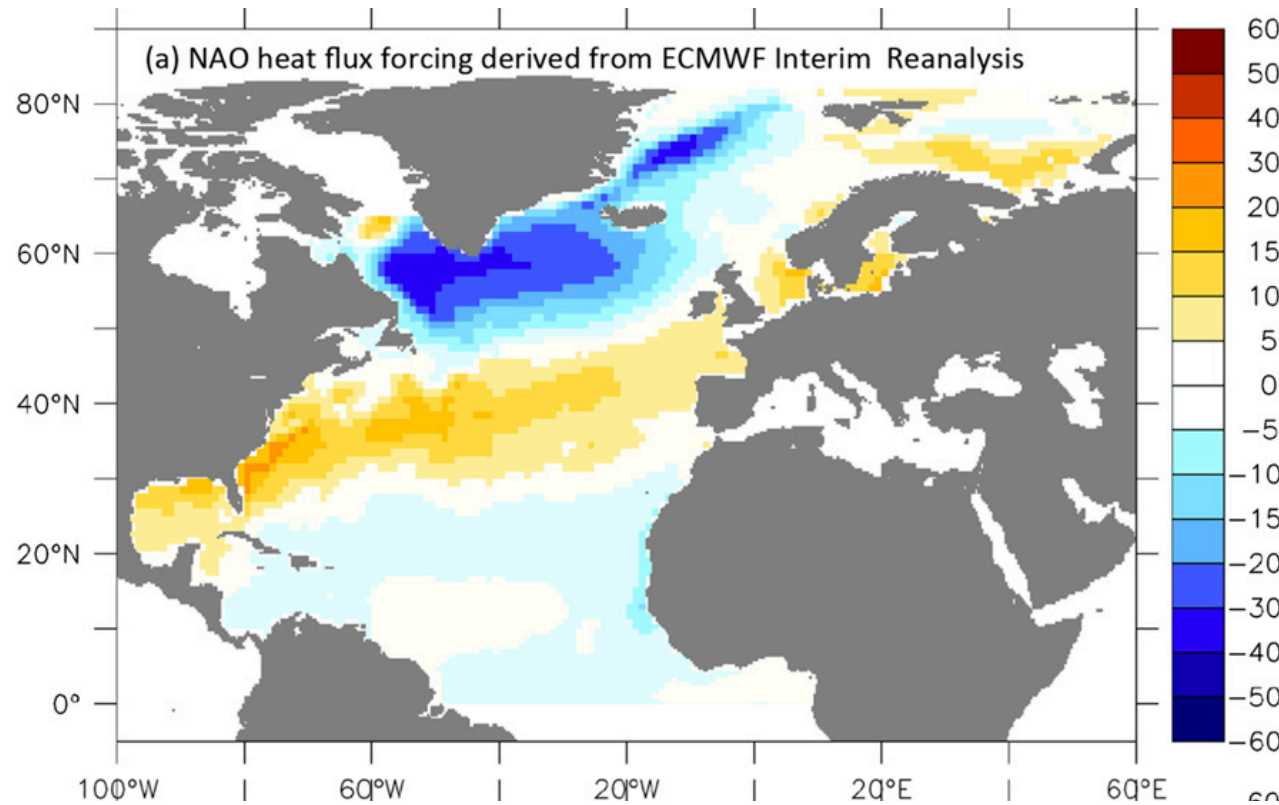 (a) NAO heat flux forcing derived from ECMWF Interim  Reanalysis
80°N
60°N
40°N
20°N
0°
100°W
60°W
20°W
20°E
60°E
60
50
40
30
20
15
10
5
0
−5
−10
−15
−20
−30
−40
−50
−60
60